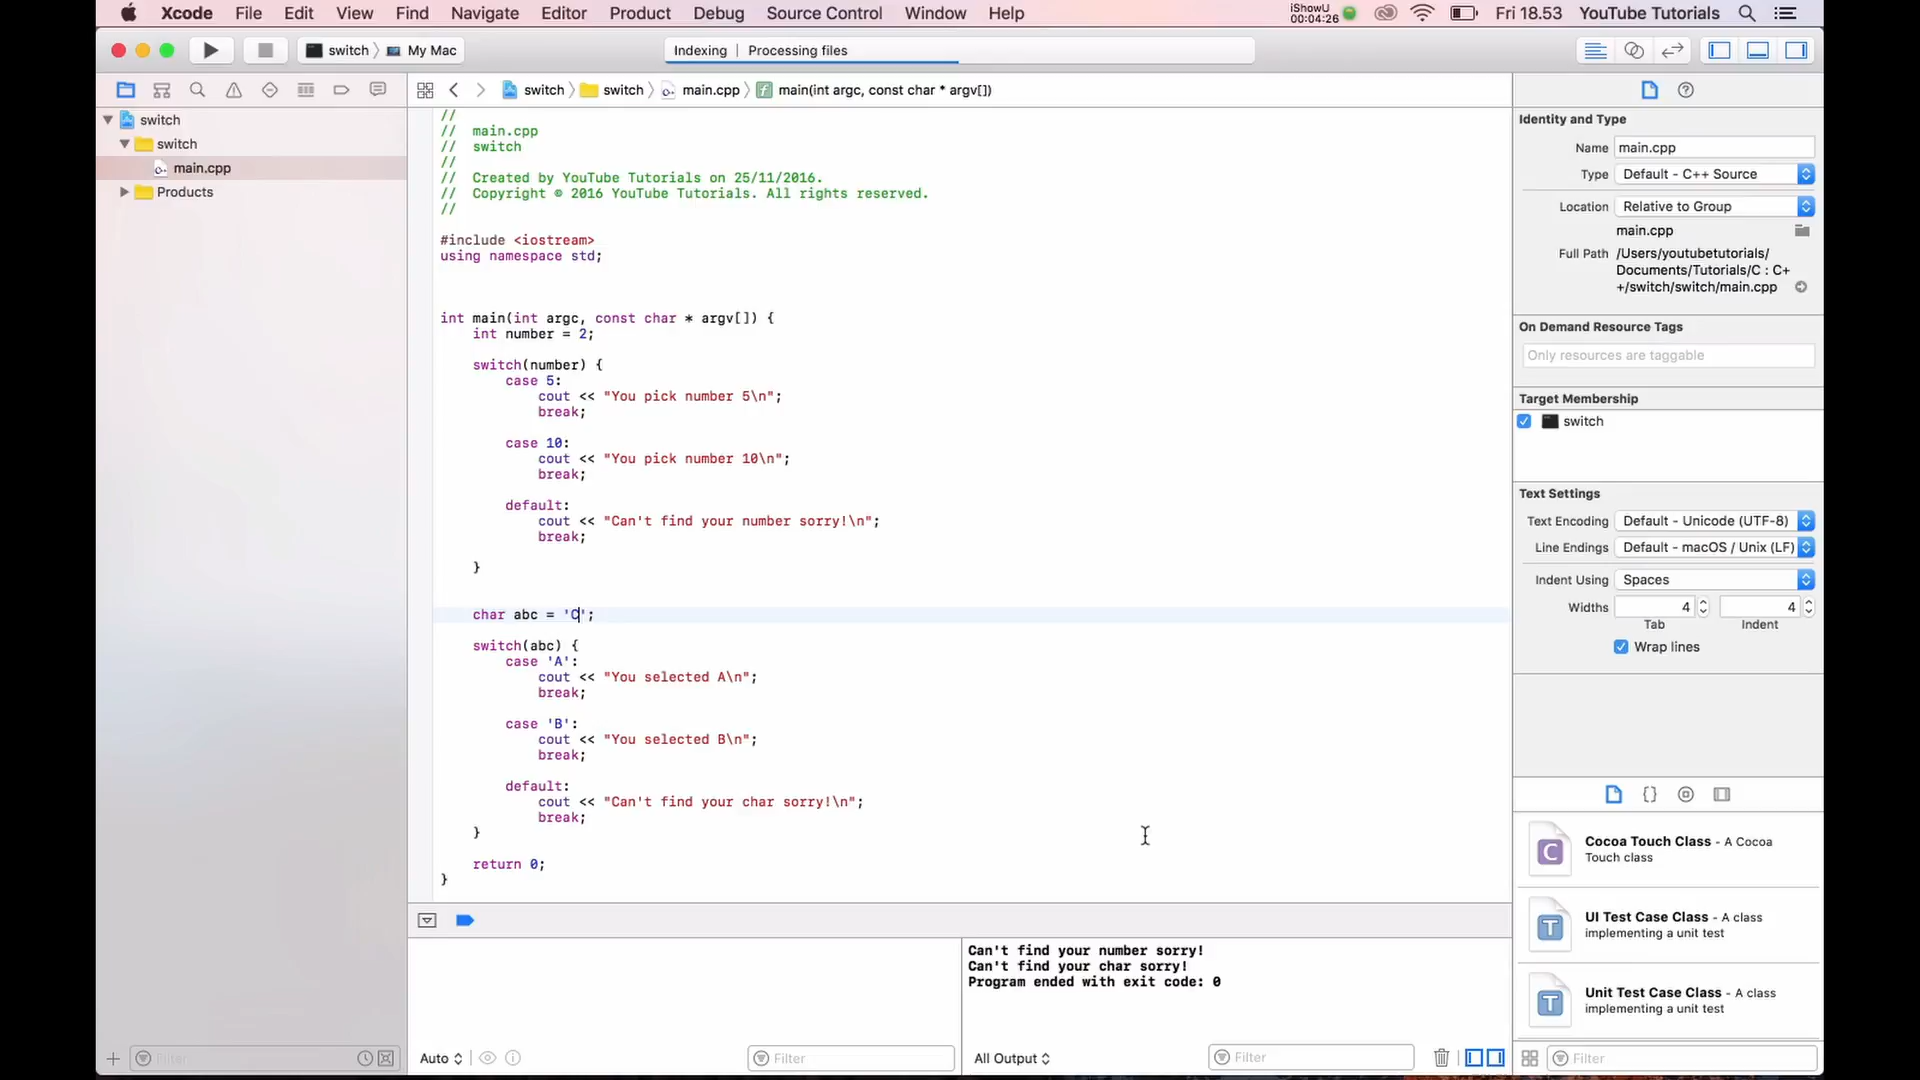 Xcode File Edit View Find Navigate Editor Product Debug Source Control Window Help iShowU 00:04:26 Fri 18.53 YouTube Tutorials
switch My Mac Indexing | Processing files
switch switch main.cpp main(int argc, const char * argv[])
switch
switch
main.cpp
Products
//
// main.cpp
// switch
//
// Created by YouTube Tutorials on 25/11/2016.
// Copyright © 2016 YouTube Tutorials. All rights reserved.
//
#include <iostream>
using namespace std;
int main(int argc, const char * argv[]) {
int number = 2;
switch(number) {
case 5:
cout << "You pick number 5\n";
break;
case 10:
cout << "You pick number 10\n";
break;
default:
cout << "Can't find your number sorry!\n";
break;
}
char abc = 'C';
switch(abc) {
case 'A':
cout << "You selected A\n";
break;
case 'B':
cout << "You selected B\n";
break;
default:
cout << "Can't find your char sorry!\n";
break;
}
return 0;
}
Can't find your number sorry!
Can't find your char sorry!
Program ended with exit code: 0
Filter
Auto
Filter
All Output
Filter
Identity and Type
Name main.cpp
Type Default - C++ Source
Location Relative to Group
main.cpp
Full Path /Users/youtubetutorials/
Documents/Tutorials/C : C+
+/switch/switch/main.cpp
On Demand Resource Tags
Only resources are taggable
Target Membership
switch
Text Settings
Text Encoding Default - Unicode (UTF-8)
Line Endings Default - macOS / Unix (LF)
Indent Using Spaces
Widths 4 4
Tab Indent
Wrap lines
C Cocoa Touch Class - A Cocoa
Touch class
T UI Test Case Class - A class
implementing a unit test
T Unit Test Case Class - A class
implementing a unit test
Filter